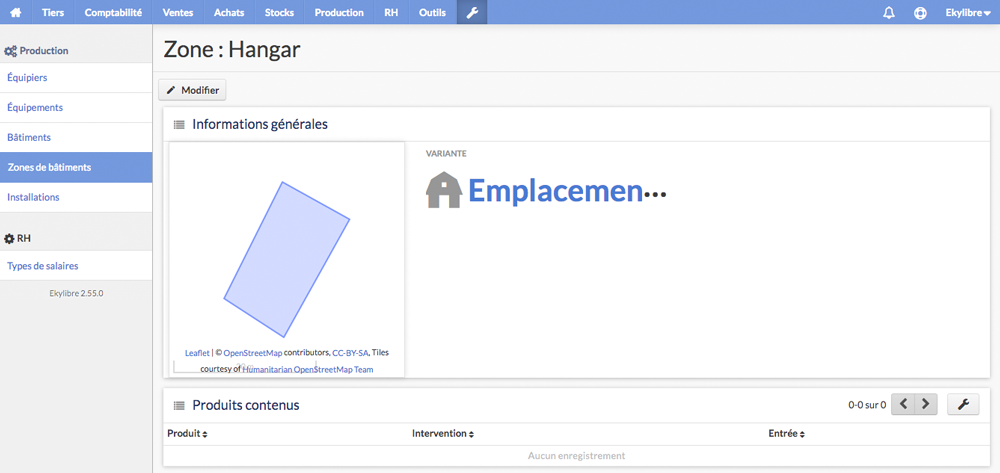 Tiers Comptabilité Ventes Achats Stocks Production RH Outils Ekylibre
Production
Équipiers
Équipements
Bâtiments
Zones de bâtiments
Installations
RH
Types de salaires
Ekylibre 2.55.0
Zone : Hangar
Modifier
Informations générales
Leaflet | © OpenStreetMap contributors, CC-BY-SA, Tiles
courtesy of Humanitarian OpenStreetMap Team
VARIANTE
Emplacemen...
Produits contenus
0-0 sur 0
Produit Intervention Entrée
Aucun enregistrement